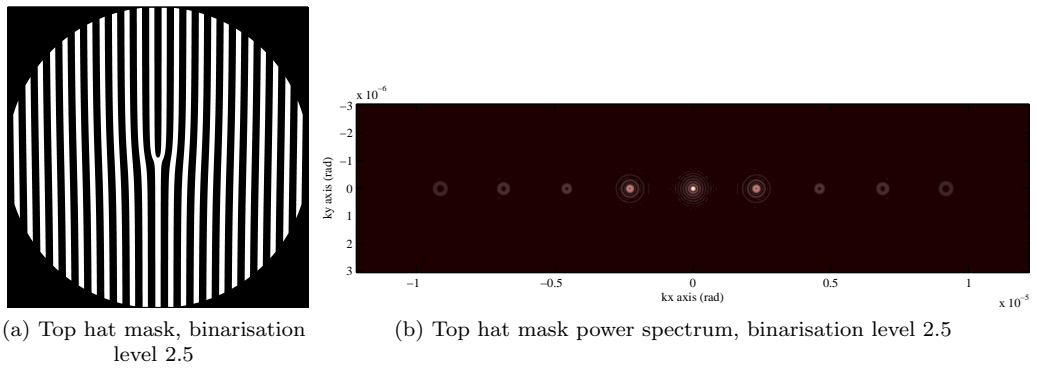 x 10⁻⁶
−3
−2
−1
0
1
2
3
ky axis (rad)
−1
−0.5
0
0.5
1
kx axis (rad)
x 10⁻⁵
(a) Top hat mask, binarisation
level 2.5
(b) Top hat mask power spectrum, binarisation level 2.5